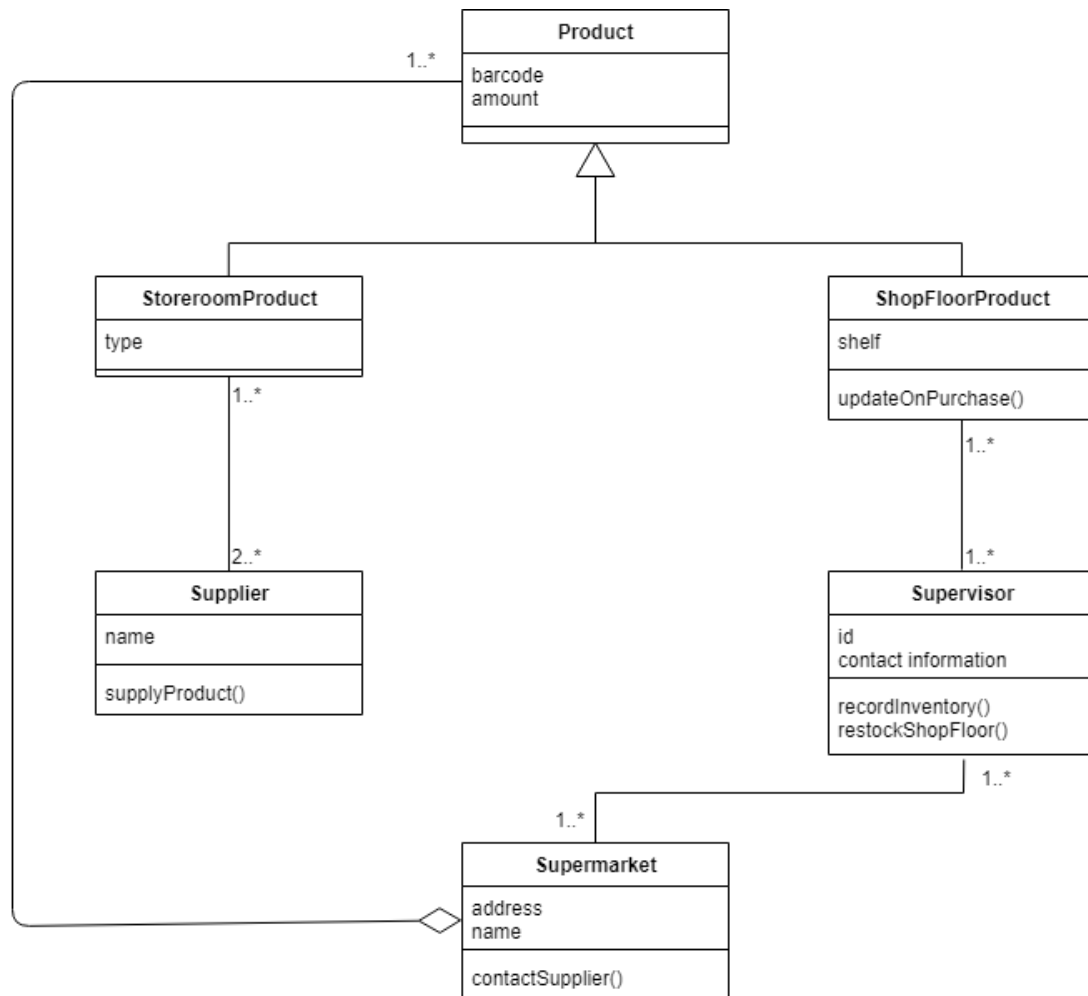 Product
1..*
barcode
amount
StoreroomProduct
ShopFloorProduct
type
shelf
1..*
updateOnPurchase()
1..*
2..*
1..*
Supplier
Supervisor
name
id
contact information
supplyProduct()
recordInventory()
restockShopFloor()
1..*
1..*
Supermarket
address
name
contactSupplier()